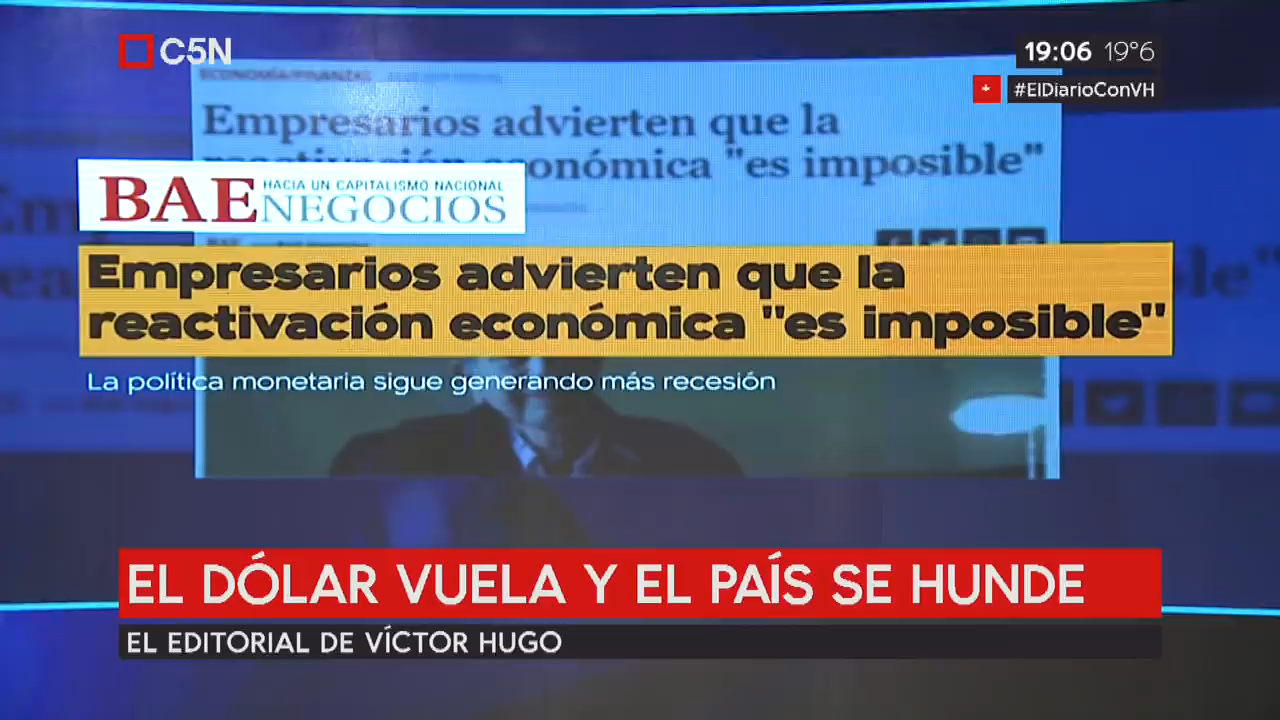 C5N
19:06 19°6
#ElDiarioConVH
ECONOMÍA/FINANZAS
Empresarios advierten que la
económica "es imposible"
BAE HACIA UN CAPITALISMO NACIONAL
NEGOCIOS
Empresarios advierten que la
reactivación económica "es imposible"
La política monetaria sigue generando más recesión
EL DÓLAR VUELA Y EL PAÍS SE HUNDE
EL EDITORIAL DE VÍCTOR HUGO